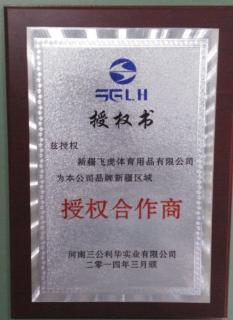 SGLH
授权书
兹授权
新疆飞虎体育用品有限公司
为本公司品牌新疆区域
授权合作商
河南三公利华实业有限公司
二零一四年三月颁